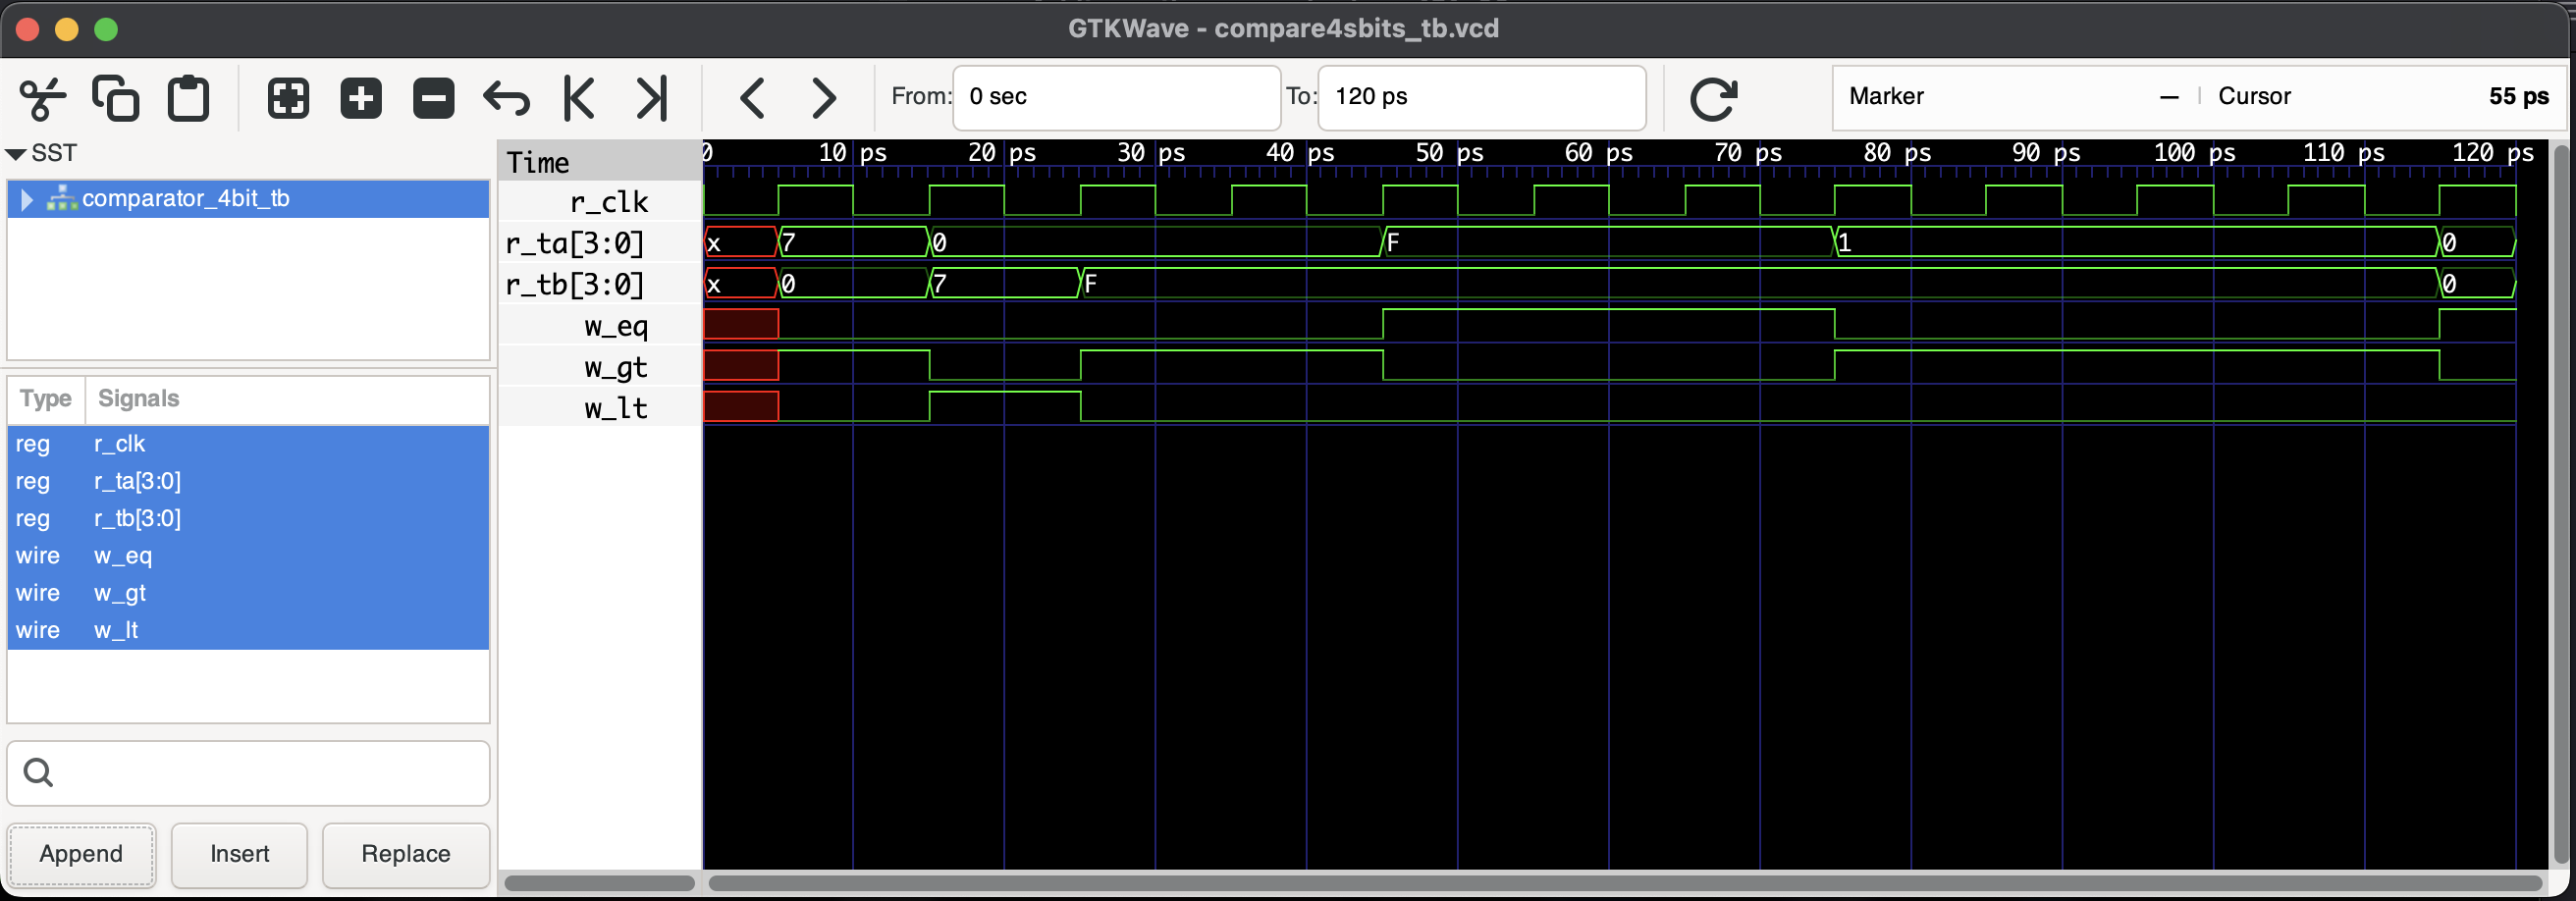 GTKWave - compare4sbits_tb.vcd
From: 0 sec To: 120 ps Marker — | Cursor 55 ps
SST
comparator_4bit_tb
Type Signals
reg r_clk
reg r_ta[3:0]
reg r_tb[3:0]
wire w_eq
wire w_gt
wire w_lt
Append Insert Replace
Time 0 10 ps 20 ps 30 ps 40 ps 50 ps 60 ps 70 ps 80 ps 90 ps 100 ps 110 ps 120 ps
r_clk
r_ta[3:0] x 7 0 F 1 0
r_tb[3:0] x 0 7 F 0
w_eq
w_gt
w_lt